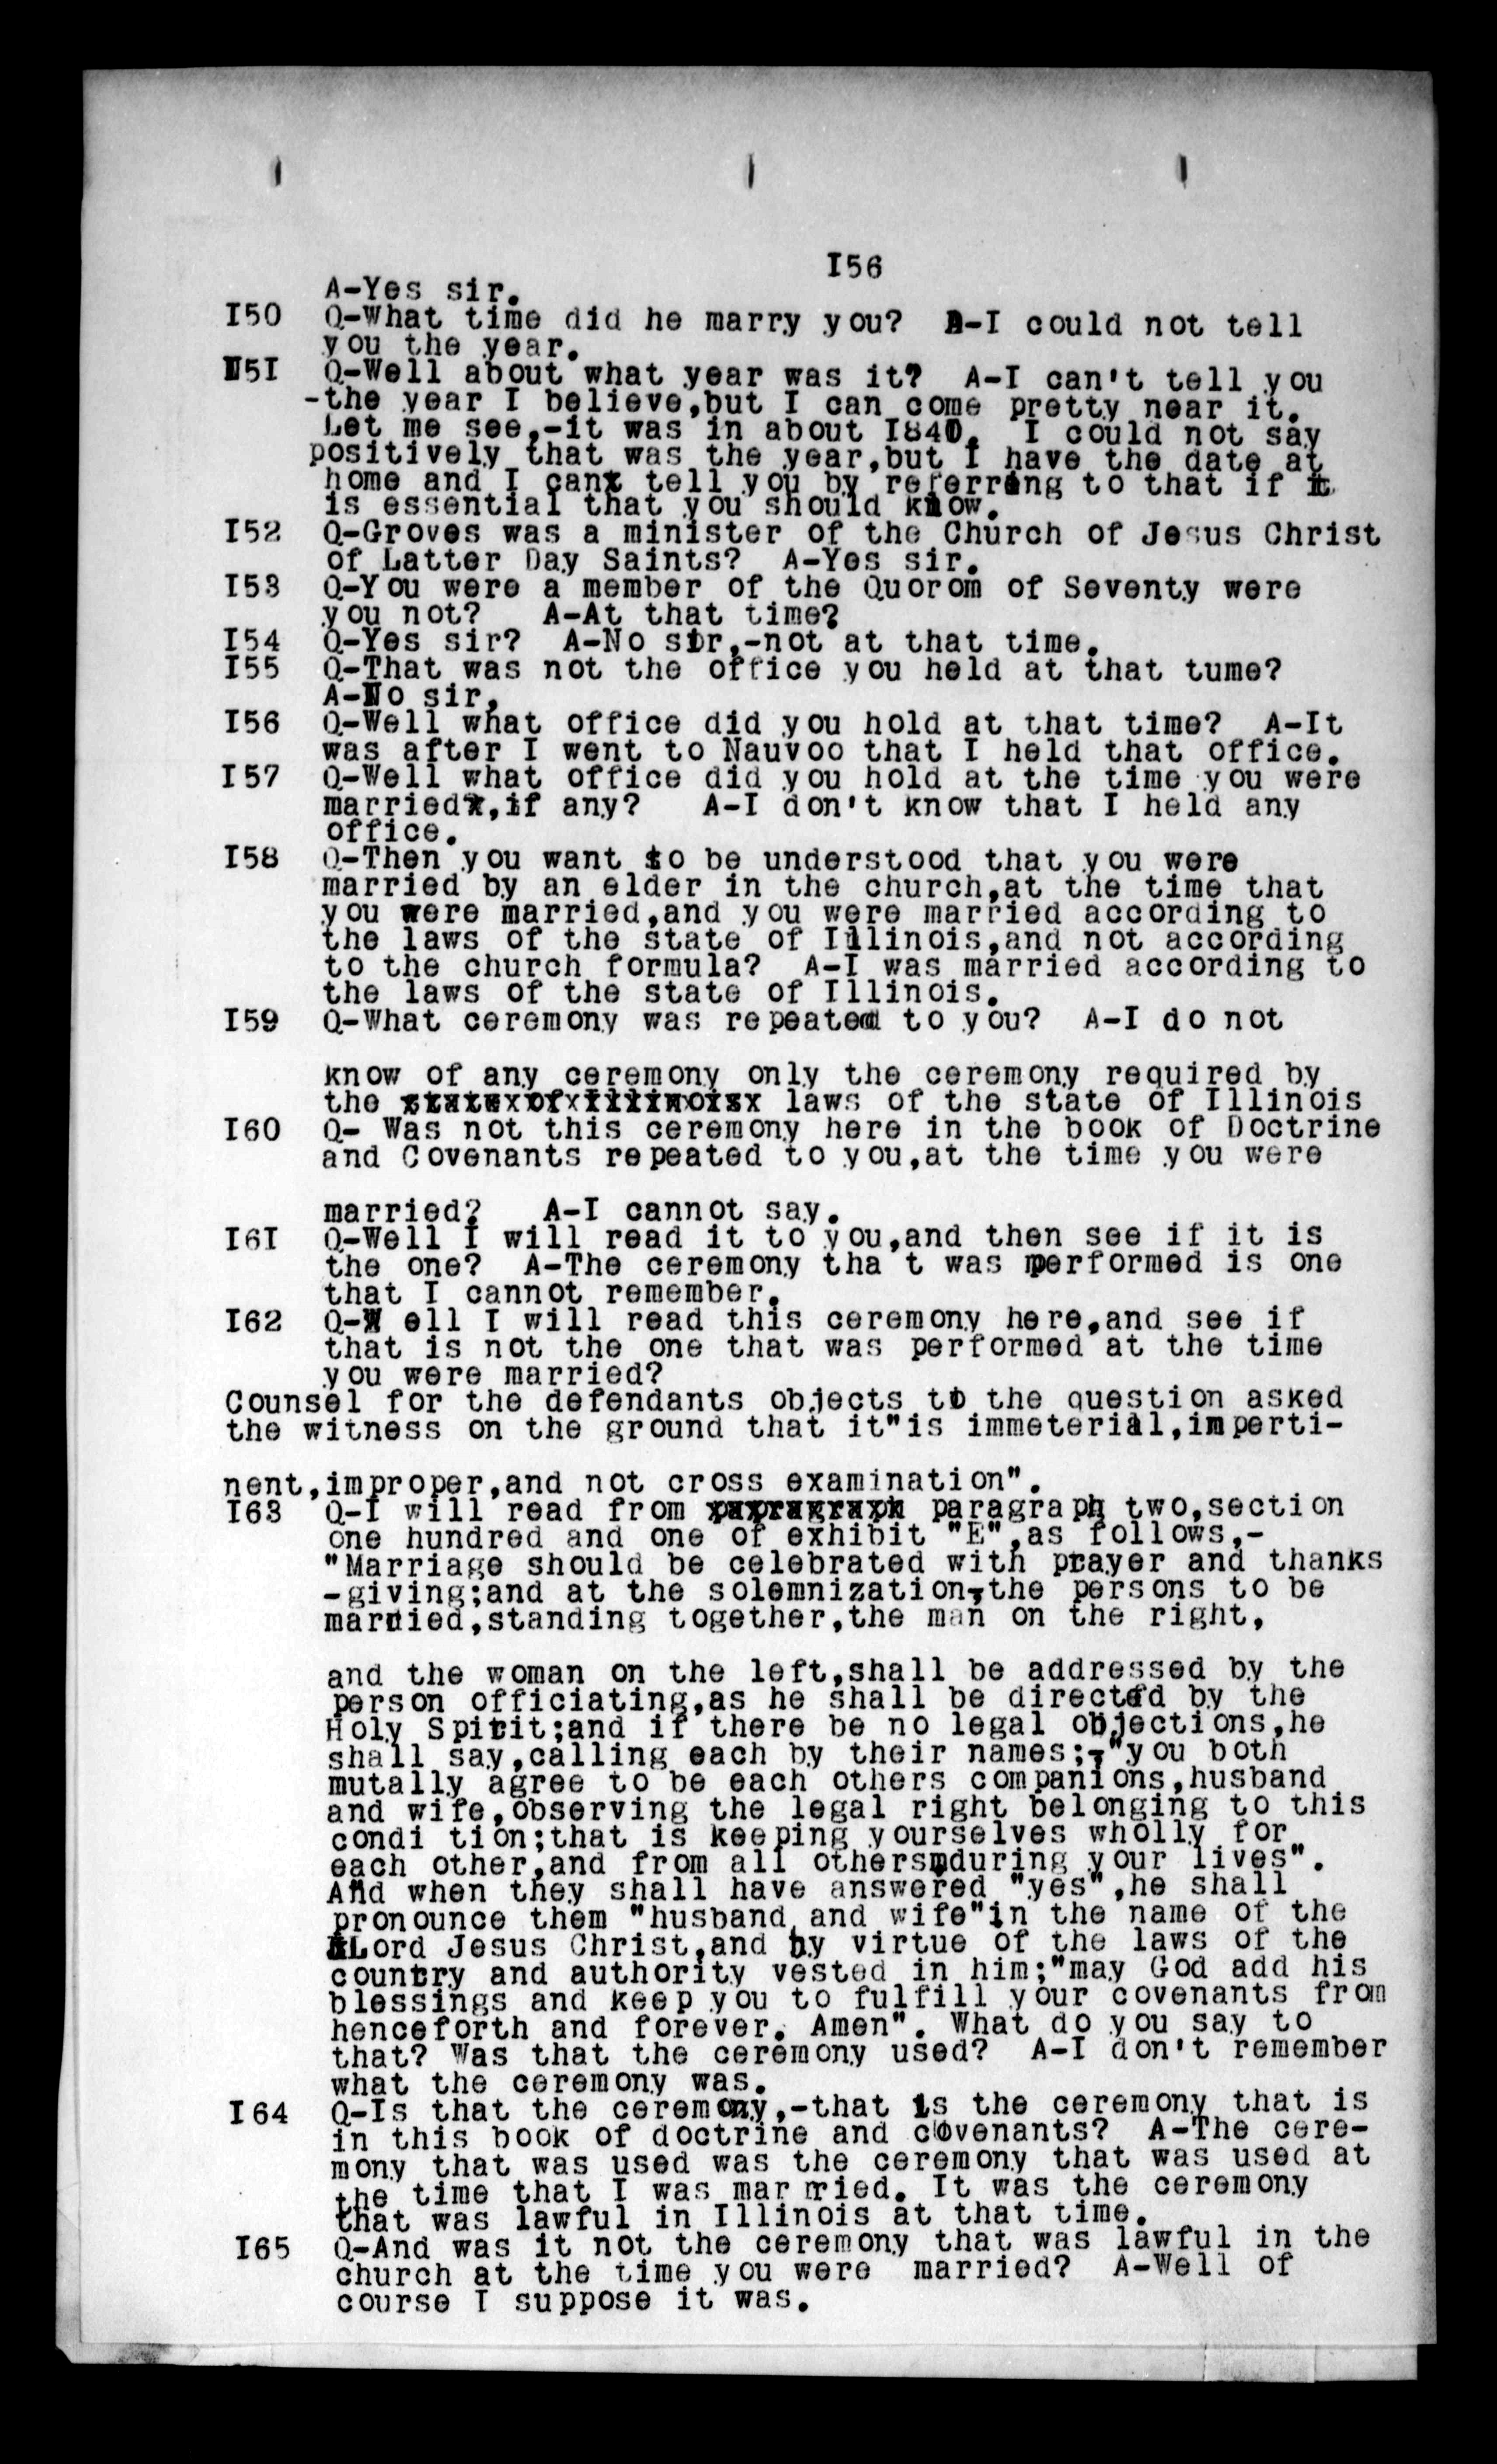 I56
A-Yes sir.
I50 Q-What time did he marry you? A-I could not tell
you the year.
I5I Q-Well about what year was it? A-I can't tell you
-the year I believe,but I can come pretty near it.
Let me see,-it was in about I840. I could not say
positively that was the year,but I have the date at
home and I can tell you by referring to that if it
is essential that you should know.
I52 Q-Groves was a minister of the Church of Jesus Christ
of Latter Day Saints? A-Yes sir.
I53 Q-You were a member of the Quorom of Seventy were
you not? A-At that time?
I54 Q-Yes sir? A-No sir,-not at that time.
I55 Q-That was not the office you held at that tume?
A-No sir,
I56 Q-Well what office did you hold at that time? A-It
was after I went to Nauvoo that I held that office.
I57 Q-Well what office did you hold at the time you were
married,if any? A-I don't know that I held any
office.
I58 Q-Then you want to be understood that you were
married by an elder in the church,at the time that
you were married,and you were married according to
the laws of the state of Illinois,and not according
to the church formula? A-I was married according to
the laws of the state of Illinois.
I59 Q-What ceremony was repeated to you? A-I do not
know of any ceremony only the ceremony required by
the laws of the state of Illinois
I60 Q- Was not this ceremony here in the book of Doctrine
and Covenants repeated to you,at the time you were
married? A-I cannot say.
I6I Q-Well I will read it to you,and then see if it is
the one? A-The ceremony tha t was performed is one
that I cannot remember.
I62 Q-W ell I will read this ceremony here,and see if
that is not the one that was performed at the time
you were married?
Counsel for the defendants objects to the question asked
the witness on the ground that it"is immeterial,imperti-
nent,improper,and not cross examination".
I63 Q-I will read from paragraph two,section
one hundred and one of exhibit "E",as follows,-
"Marriage should be celebrated with prayer and thanks
-giving;and at the solemnization,the persons to be
married,standing together,the man on the right,
and the woman on the left,shall be addressed by the
person officiating,as he shall be directed by the
Holy Spirit;and if there be no legal objections,he
shall say,calling each by their names;-"you both
mutally agree to be each others companions,husband
and wife,observing the legal right belonging to this
condi tion;that is keeping yourselves wholly for
each other,and from all others,during your lives".
And when they shall have answered "yes",he shall
pronounce them "husband and wife"in the name of the
Lord Jesus Christ,and by virtue of the laws of the
country and authority vested in him;"may God add his
blessings and keep you to fulfill your covenants from
henceforth and forever. Amen". What do you say to
that? Was that the ceremony used? A-I don't remember
what the ceremony was.
I64 Q-Is that the ceremony,-that is the ceremony that is
in this book of doctrine and covenants? A-The cere-
mony that was used was the ceremony that was used at
the time that I was married. It was the ceremony
that was lawful in Illinois at that time.
I65 Q-And was it not the ceremony that was lawful in the
church at the time you were married? A-Well of
course I suppose it was.